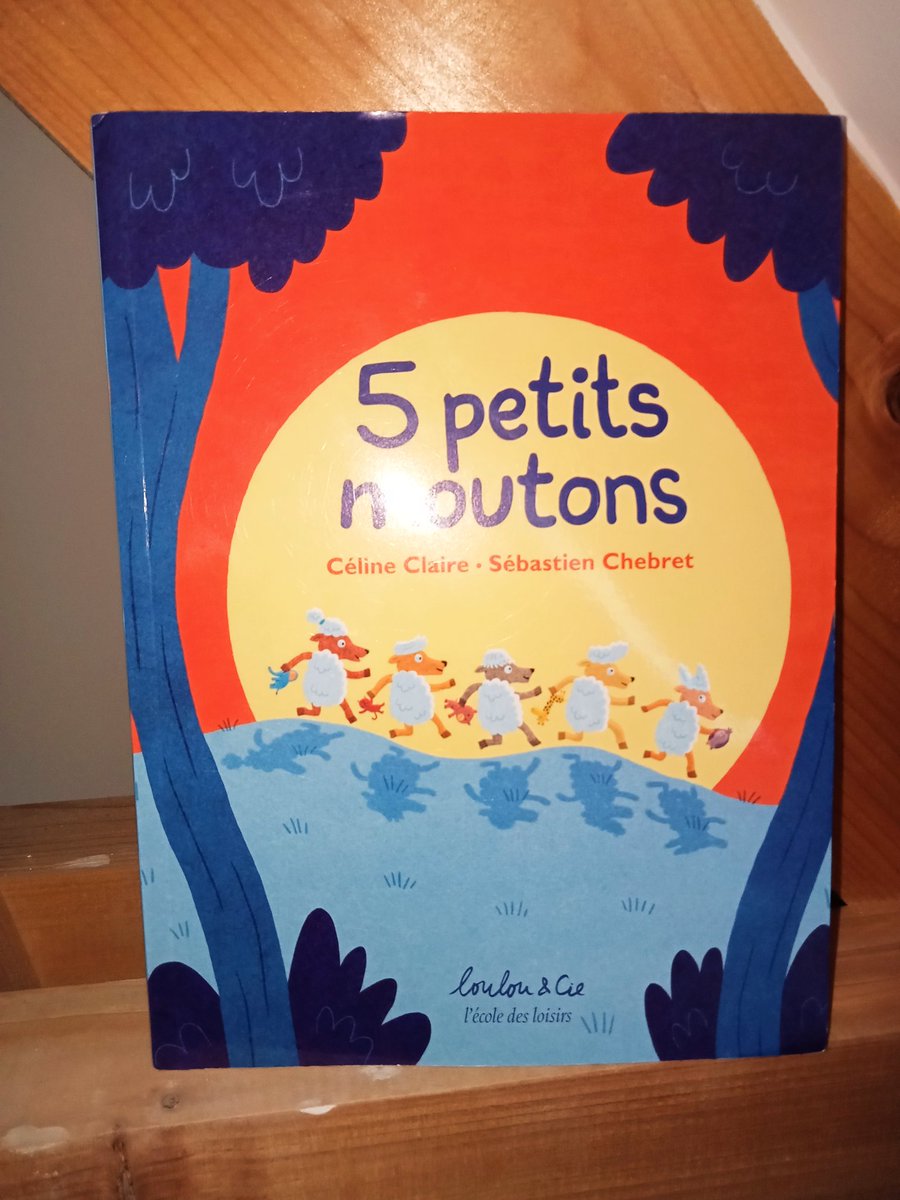 5 petits
moutons
Céline Claire • Sébastien Chebret
loulou & Cie
l'école des loisirs